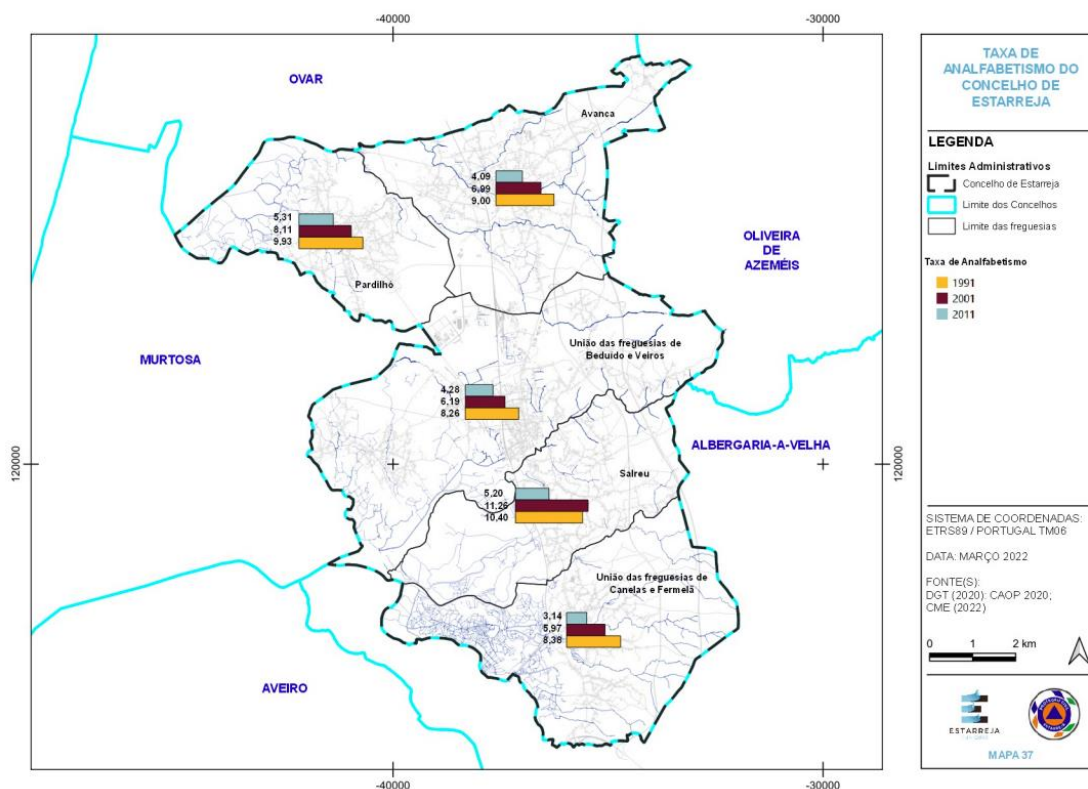 -40000
-30000
OVAR
Avanca
4,09
6,99
9,00
5,31
8,11
9,93
Pardilhó
OLIVEIRA
DE
AZEMÉIS
União das freguesias de
Beduído e Veiros
MURTOSA
4,28
6,19
8,26
ALBERGARIA-A-VELHA
120000
120000
Salreu
5,20
11,26
10,40
União das freguesias de
Canelas e Fermelã
3,14
5,97
8,38
AVEIRO
-40000
-30000
TAXA DE
ANALFABETISMO DO
CONCELHO DE
ESTARREJA
LEGENDA
Limites Administrativos
Concelho de Estarreja
Limite dos Concelhos
Limite das freguesias
Taxa de Analfabetismo
1991
2001
2011
SISTEMA DE COORDENADAS:
ETRS89 / PORTUGAL TM06
DATA: MARÇO 2022
FONTE(S):
DGT (2020): CAOP 2020;
CME (2022)
0 1 2 km
ESTARREJA
MAPA 37